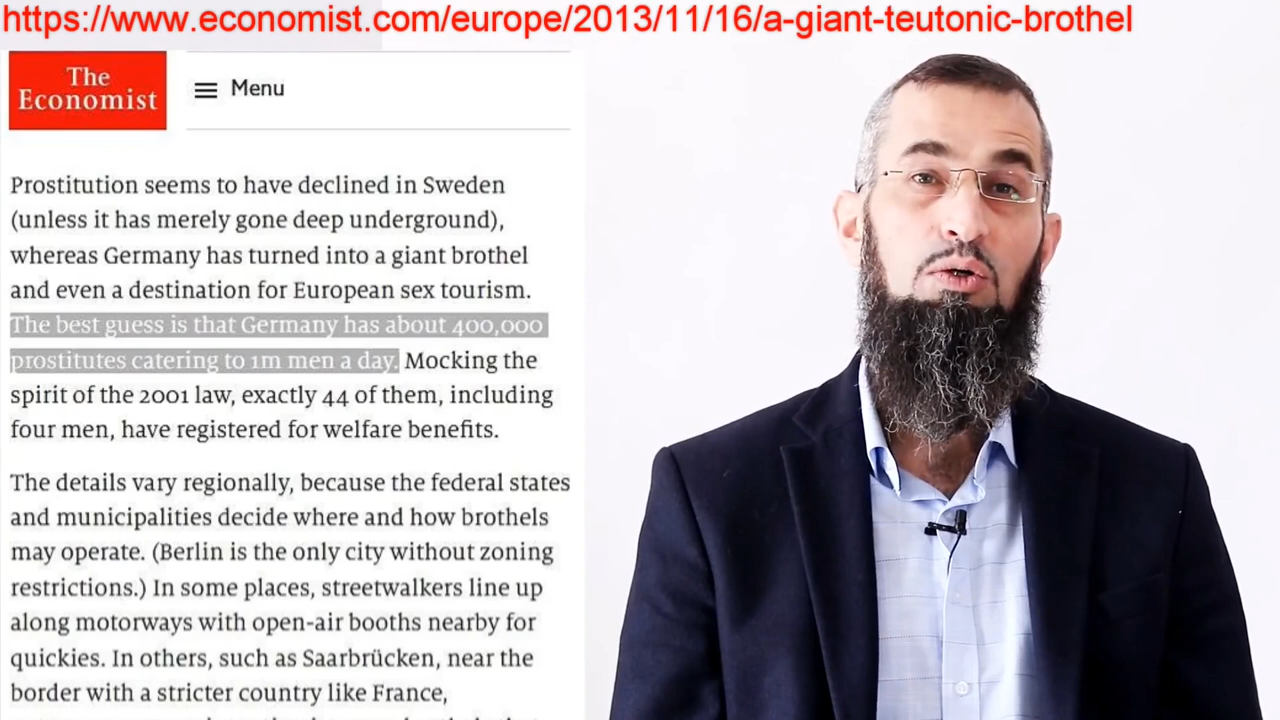 https://www.economist.com/europe/2013/11/16/a-giant-teutonic-brothel
The
Economist
Menu
Prostitution seems to have declined in Sweden
(unless it has merely gone deep underground),
whereas Germany has turned into a giant brothel
and even a destination for European sex tourism.
The best guess is that Germany has about 400,000
prostitutes catering to 1m men a day. Mocking the
spirit of the 2001 law, exactly 44 of them, including
four men, have registered for welfare benefits.
The details vary regionally, because the federal states
and municipalities decide where and how brothels
may operate. (Berlin is the only city without zoning
restrictions.) In some places, streetwalkers line up
along motorways with open-air booths nearby for
quickies. In others, such as Saarbrücken, near the
border with a stricter country like France,